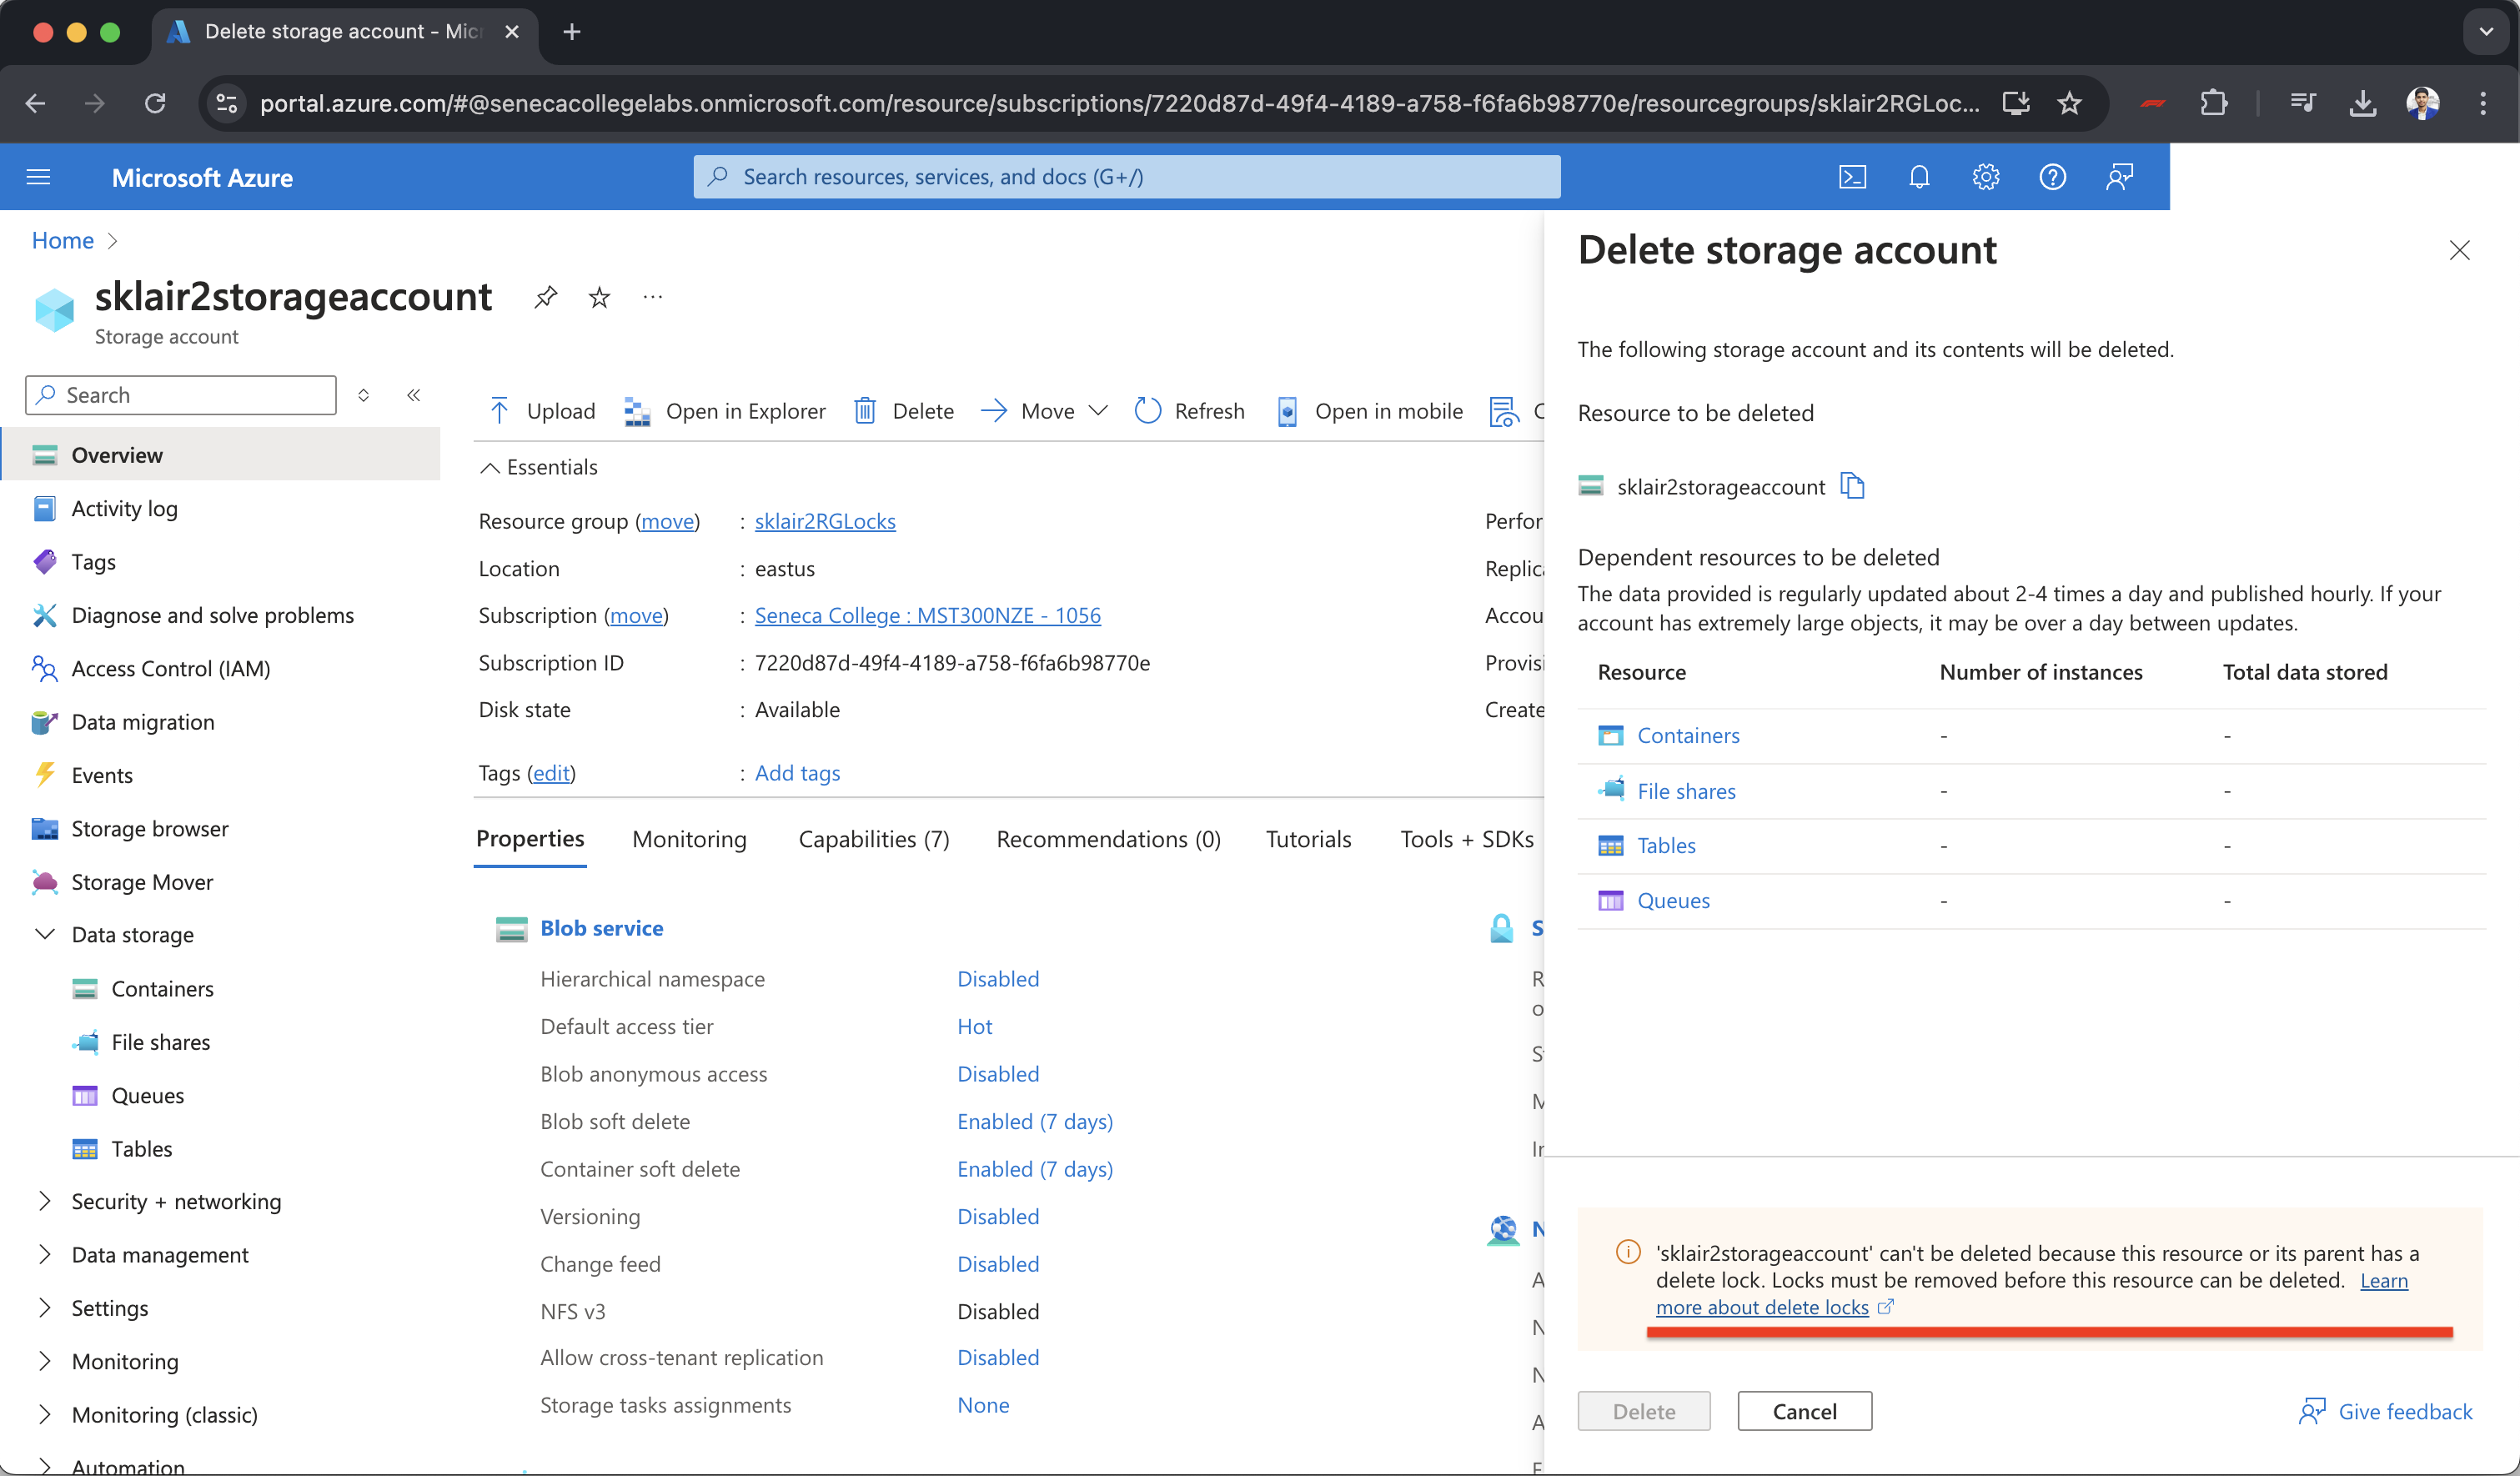 Delete storage account - Mic
portal.azure.com/#@senecacollegelabs.onmicrosoft.com/resource/subscriptions/7220d87d-49f4-4189-a758-f6fa6b98770e/resourcegroups/sklair2RGLoc...
Microsoft Azure
Search resources, services, and docs (G+/)
Home
sklair2storageaccount
Storage account
Search
Overview
Activity log
Tags
Diagnose and solve problems
Access Control (IAM)
Data migration
Events
Storage browser
Storage Mover
Data storage
Containers
File shares
Queues
Tables
Security + networking
Data management
Settings
Monitoring
Monitoring (classic)
Automation
Upload Open in Explorer Delete Move Refresh Open in mobile
Essentials
Resource group (move) : sklair2RGLocks
Location : eastus
Subscription (move) : Seneca College : MST300NZE - 1056
Subscription ID : 7220d87d-49f4-4189-a758-f6fa6b98770e
Disk state : Available
Tags (edit) : Add tags
Perfor
Replica
Accou
Provisi
Create
Properties Monitoring Capabilities (7) Recommendations (0) Tutorials Tools + SDKs
Blob service
Hierarchical namespace Disabled
Default access tier Hot
Blob anonymous access Disabled
Blob soft delete Enabled (7 days)
Container soft delete Enabled (7 days)
Versioning Disabled
Change feed Disabled
NFS v3 Disabled
Allow cross-tenant replication Disabled
Storage tasks assignments None
Delete storage account
The following storage account and its contents will be deleted.
Resource to be deleted
sklair2storageaccount
Dependent resources to be deleted
The data provided is regularly updated about 2-4 times a day and published hourly. If your
account has extremely large objects, it may be over a day between updates.
Resource Number of instances Total data stored
Containers - -
File shares - -
Tables - -
Queues - -
'sklair2storageaccount' can't be deleted because this resource or its parent has a
delete lock. Locks must be removed before this resource can be deleted. Learn
more about delete locks
Delete Cancel Give feedback